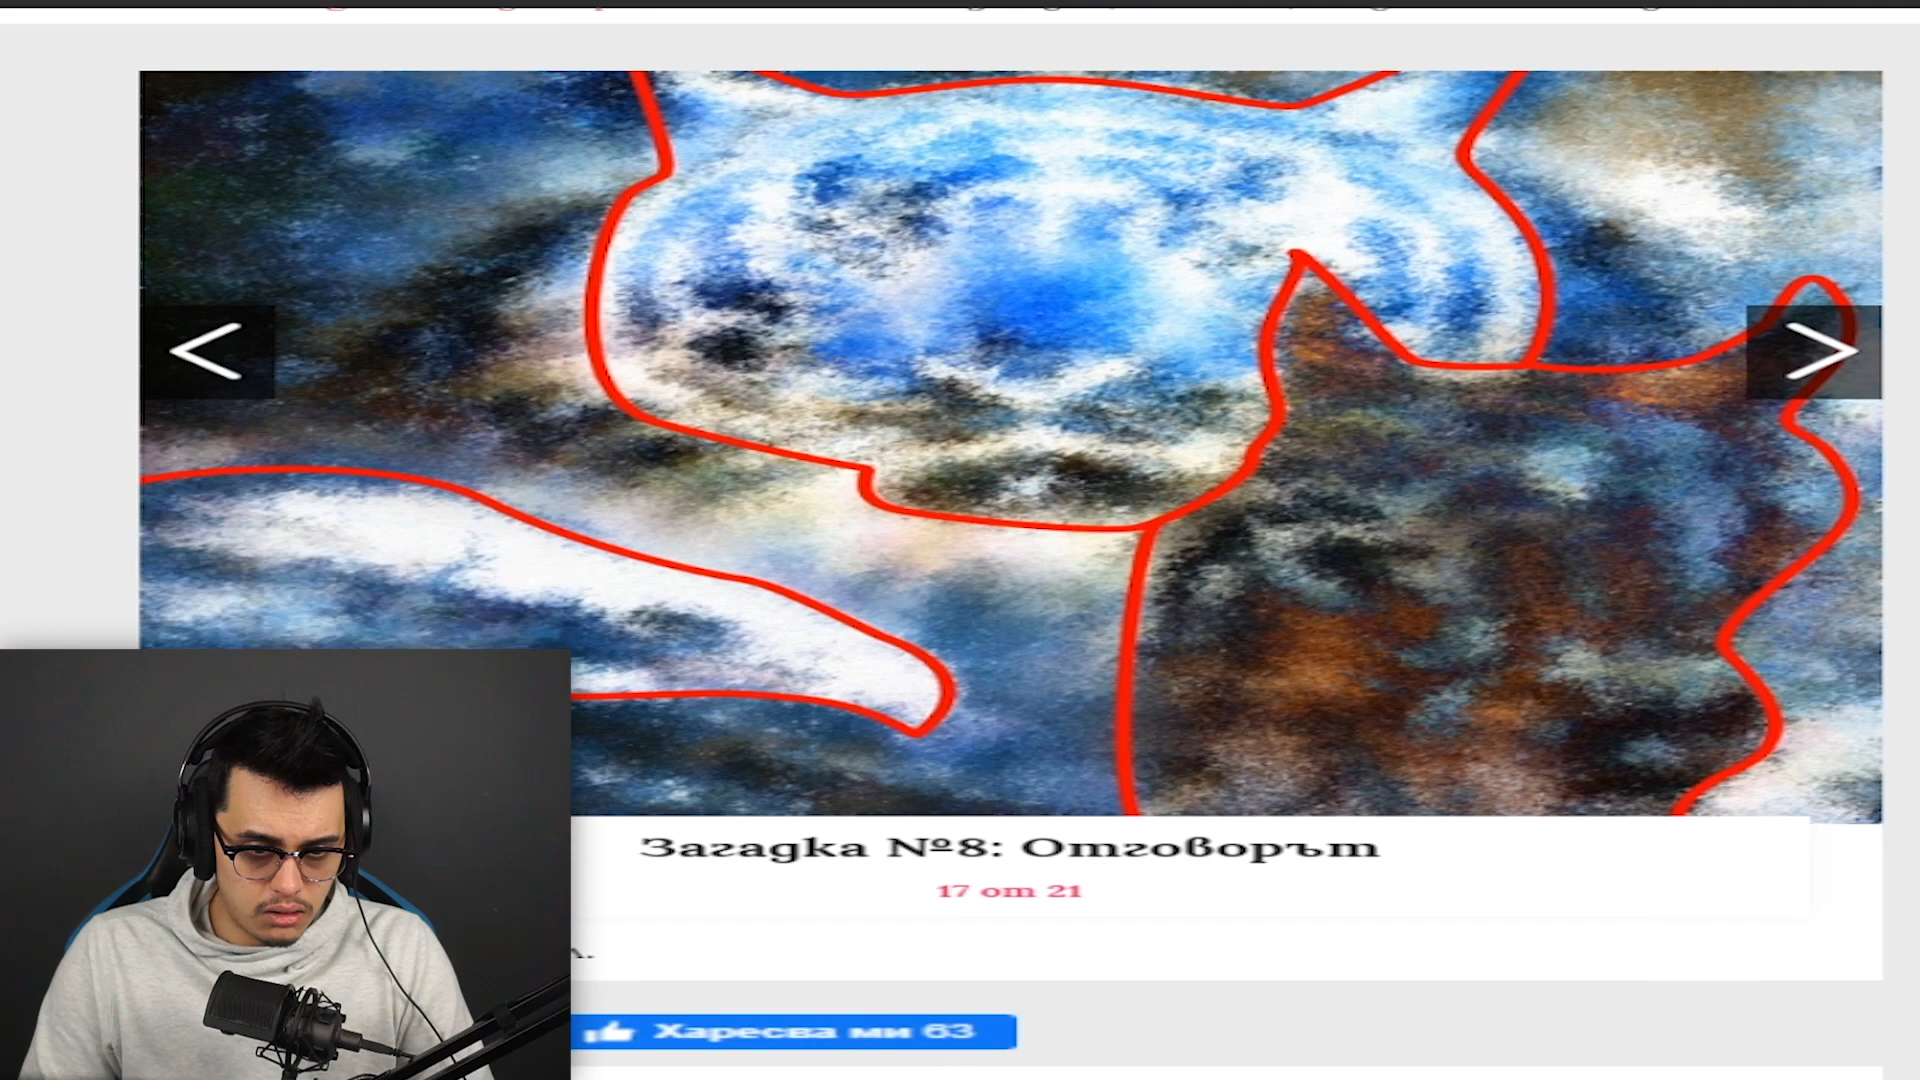 Загадка №8: Отговорът
17 от 21
Харесва ми 63